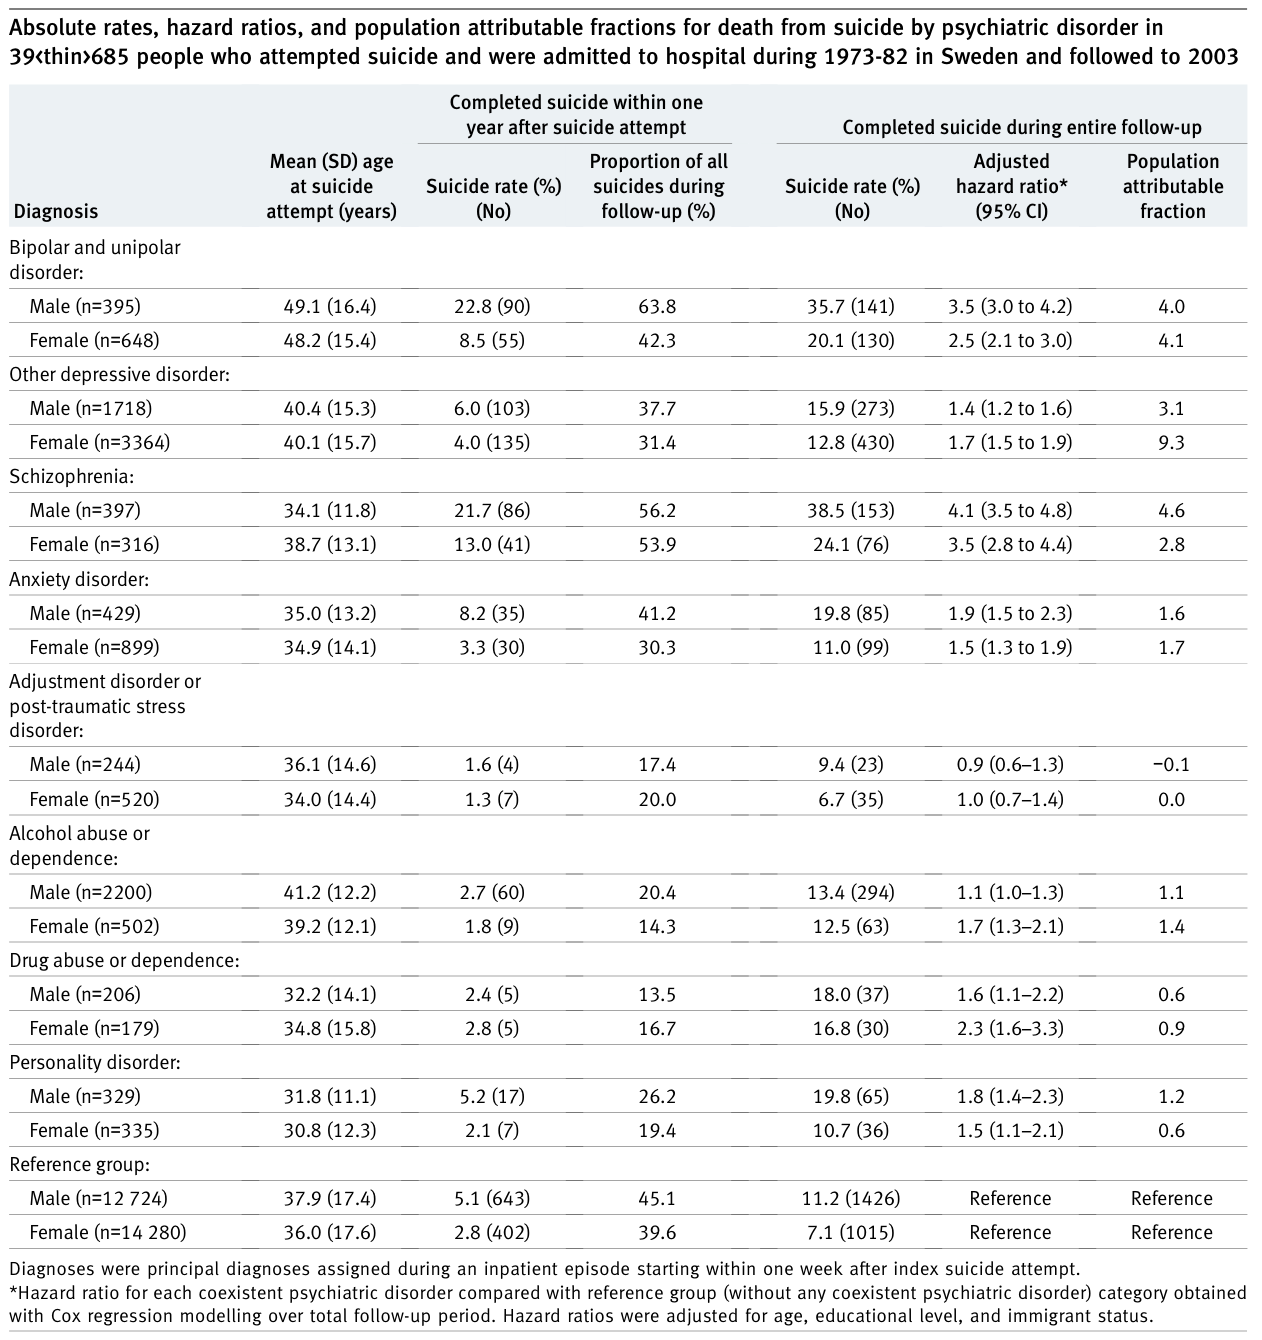 Absolute rates, hazard ratios, and population attributable fractions for death from suicide by psychiatric disorder in
39<thin>685 people who attempted suicide and were admitted to hospital during 1973-82 in Sweden and followed to 2003
Completed suicide within one
year after suicide attempt
Completed suicide during entire follow-up
Diagnosis
Mean (SD) age
at suicide
attempt (years)
Suicide rate (%)
(No)
Proportion of all
suicides during
follow-up (%)
Suicide rate (%)
(No)
Adjusted
hazard ratio*
(95% CI)
Population
attributable
fraction
Bipolar and unipolar
disorder:
Male (n=395) 49.1 (16.4) 22.8 (90) 63.8 35.7 (141) 3.5 (3.0 to 4.2) 4.0
Female (n=648) 48.2 (15.4) 8.5 (55) 42.3 20.1 (130) 2.5 (2.1 to 3.0) 4.1
Other depressive disorder:
Male (n=1718) 40.4 (15.3) 6.0 (103) 37.7 15.9 (273) 1.4 (1.2 to 1.6) 3.1
Female (n=3364) 40.1 (15.7) 4.0 (135) 31.4 12.8 (430) 1.7 (1.5 to 1.9) 9.3
Schizophrenia:
Male (n=397) 34.1 (11.8) 21.7 (86) 56.2 38.5 (153) 4.1 (3.5 to 4.8) 4.6
Female (n=316) 38.7 (13.1) 13.0 (41) 53.9 24.1 (76) 3.5 (2.8 to 4.4) 2.8
Anxiety disorder:
Male (n=429) 35.0 (13.2) 8.2 (35) 41.2 19.8 (85) 1.9 (1.5 to 2.3) 1.6
Female (n=899) 34.9 (14.1) 3.3 (30) 30.3 11.0 (99) 1.5 (1.3 to 1.9) 1.7
Adjustment disorder or
post-traumatic stress
disorder:
Male (n=244) 36.1 (14.6) 1.6 (4) 17.4 9.4 (23) 0.9 (0.6–1.3) −0.1
Female (n=520) 34.0 (14.4) 1.3 (7) 20.0 6.7 (35) 1.0 (0.7–1.4) 0.0
Alcohol abuse or
dependence:
Male (n=2200) 41.2 (12.2) 2.7 (60) 20.4 13.4 (294) 1.1 (1.0–1.3) 1.1
Female (n=502) 39.2 (12.1) 1.8 (9) 14.3 12.5 (63) 1.7 (1.3–2.1) 1.4
Drug abuse or dependence:
Male (n=206) 32.2 (14.1) 2.4 (5) 13.5 18.0 (37) 1.6 (1.1–2.2) 0.6
Female (n=179) 34.8 (15.8) 2.8 (5) 16.7 16.8 (30) 2.3 (1.6–3.3) 0.9
Personality disorder:
Male (n=329) 31.8 (11.1) 5.2 (17) 26.2 19.8 (65) 1.8 (1.4–2.3) 1.2
Female (n=335) 30.8 (12.3) 2.1 (7) 19.4 10.7 (36) 1.5 (1.1–2.1) 0.6
Reference group:
Male (n=12 724) 37.9 (17.4) 5.1 (643) 45.1 11.2 (1426) Reference Reference
Female (n=14 280) 36.0 (17.6) 2.8 (402) 39.6 7.1 (1015) Reference Reference
Diagnoses were principal diagnoses assigned during an inpatient episode starting within one week after index suicide attempt.
*Hazard ratio for each coexistent psychiatric disorder compared with reference group (without any coexistent psychiatric disorder) category obtained
with Cox regression modelling over total follow-up period. Hazard ratios were adjusted for age, educational level, and immigrant status.